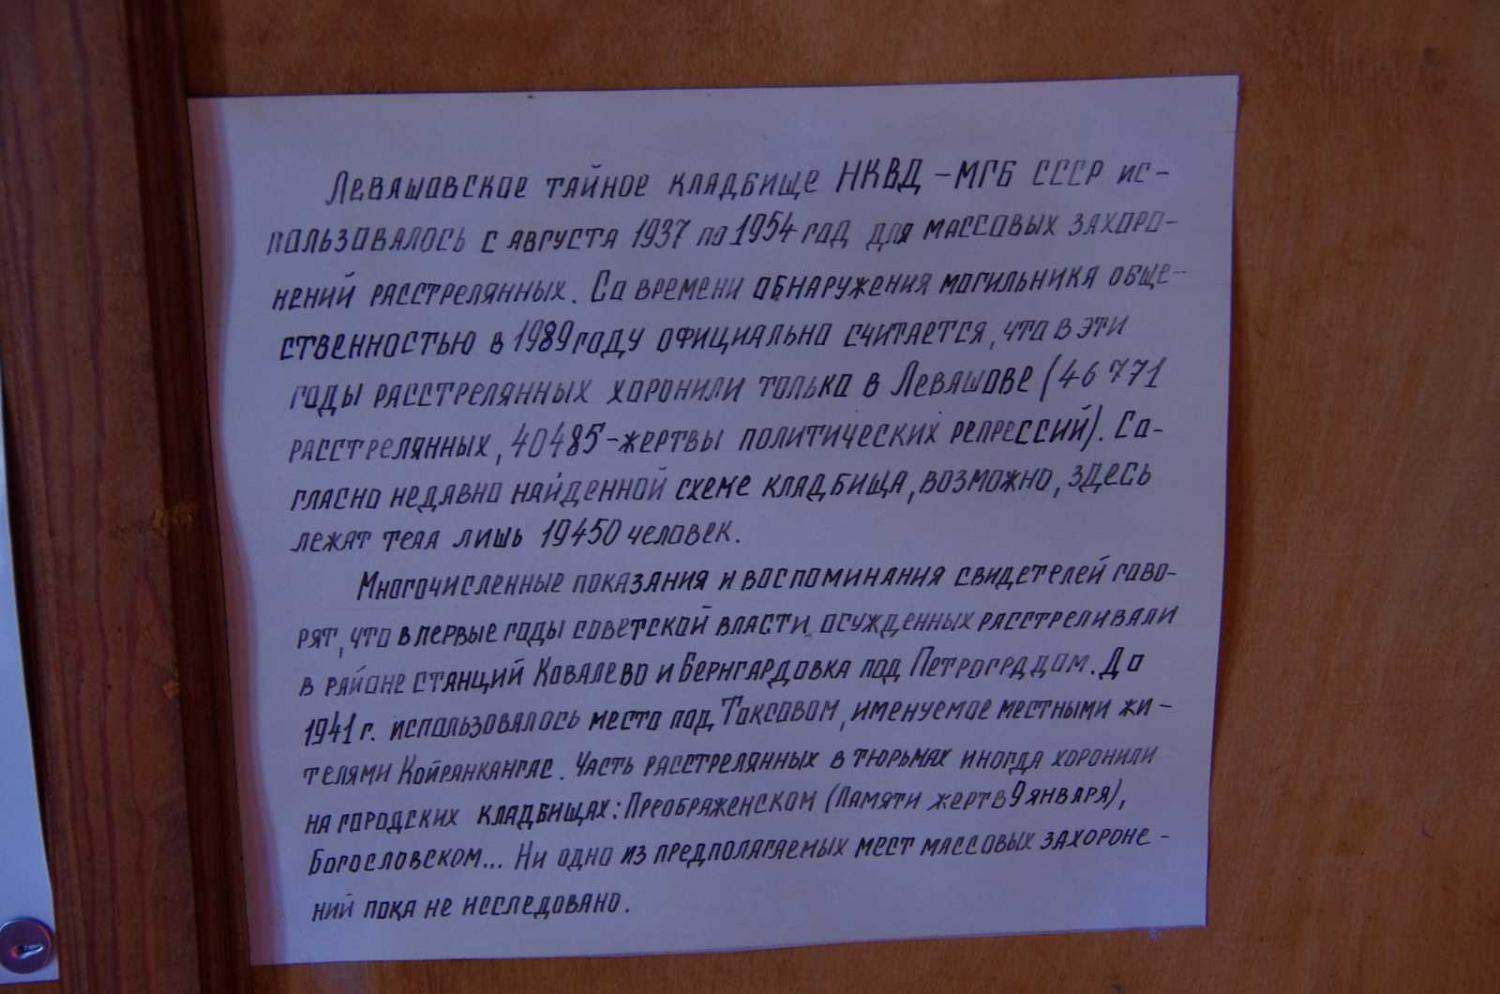 Левашовское тайное кладбище НКВД – МГБ СССР ис-
пользовалось с августа 1937 по 1954 год для массовых захоро-
нений расстрелянных. Со времени обнаружения могильника обще-
ственностью в 1989 году официально считается, что в эти
годы расстрелянных хоронили только в Левашове (46 771
расстрелянных, 40485-жертвы политических репрессий). Со-
гласно недавно найденной схеме кладбища, возможно, здесь
лежат тела лишь 19450 человек.
Многочисленные показания и воспоминания свидетелей гово-
рят, что в первые годы советской власти осужденных расстреливали
в районе станций Ковалево и Бернгардовка под Петроградом. До
1941 г. использовалось место под Токсовом, именуемое местными жи-
телями Койранкангас. Часть расстрелянных в тюрьмах иногда хоронили
на городских кладбищах: Преображенском (Памяти жертв 9 января),
Богословском... Ни одно из предполагаемых мест массовых захороне-
ний пока не исследовано.